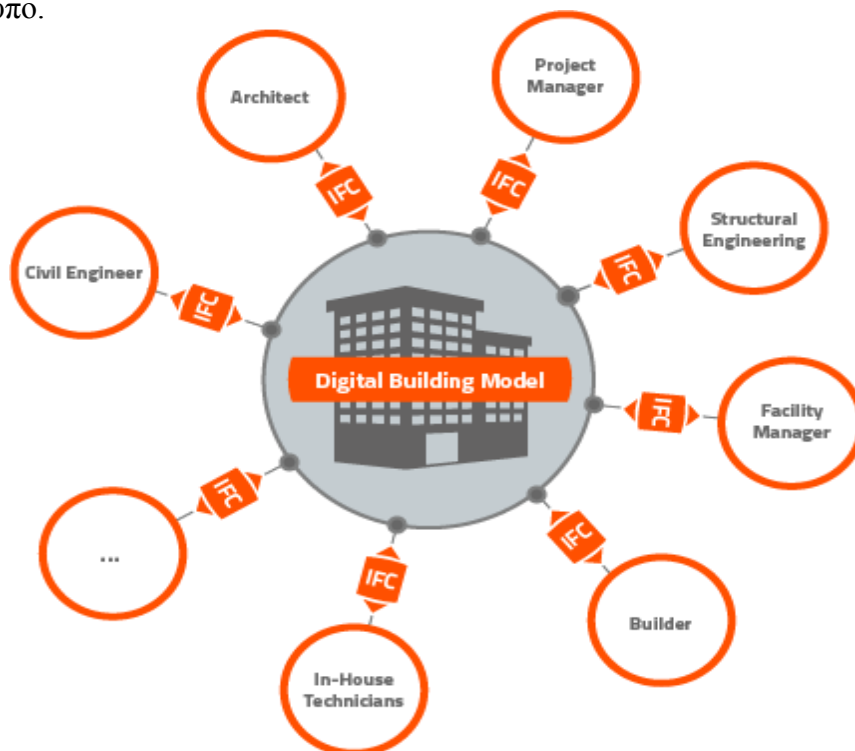 οπο.
Project
Manager
Architect
IFC
IFC
Structural
Engineering
IFC
Civil Engineer
IFC
Digital Building Model
IFC
Facility
Manager
IFC
IFC
...
IFC
Builder
In-House
Technicians